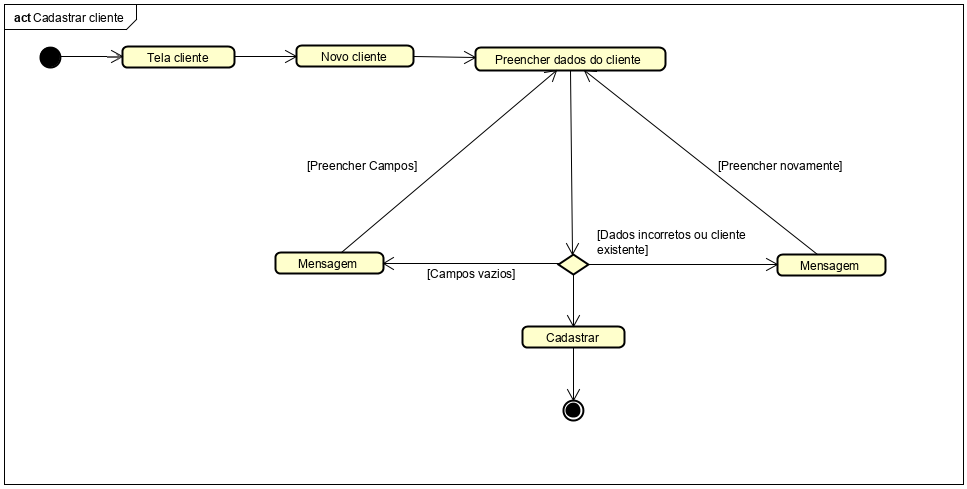 act Cadastrar cliente
Tela cliente
Novo cliente
Preencher dados do cliente
[Preencher Campos]
[Preencher novamente]
[Dados incorretos ou cliente
existente]
Mensagem
[Campos vazios]
Mensagem
Cadastrar